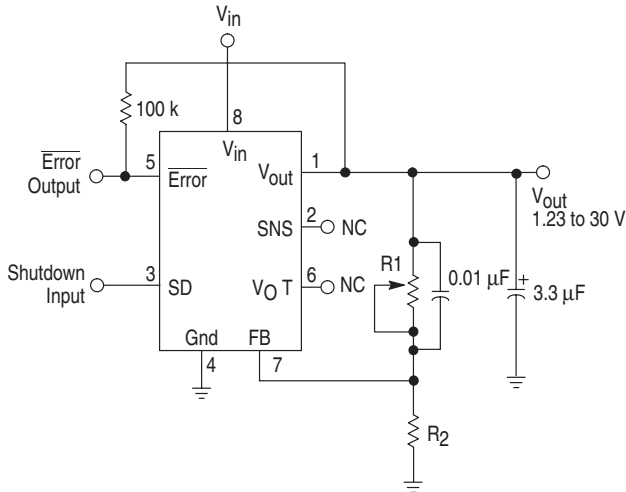 Vin
100 k
8
Vin
Error
Output
5
Error
Vout
1
Vout
1.23 to 30 V
SNS
2
NC
Shutdown
Input
3
SD
VO T
6
NC
R1
0.01 µF
+
3.3 µF
Gnd
FB
4
7
R2